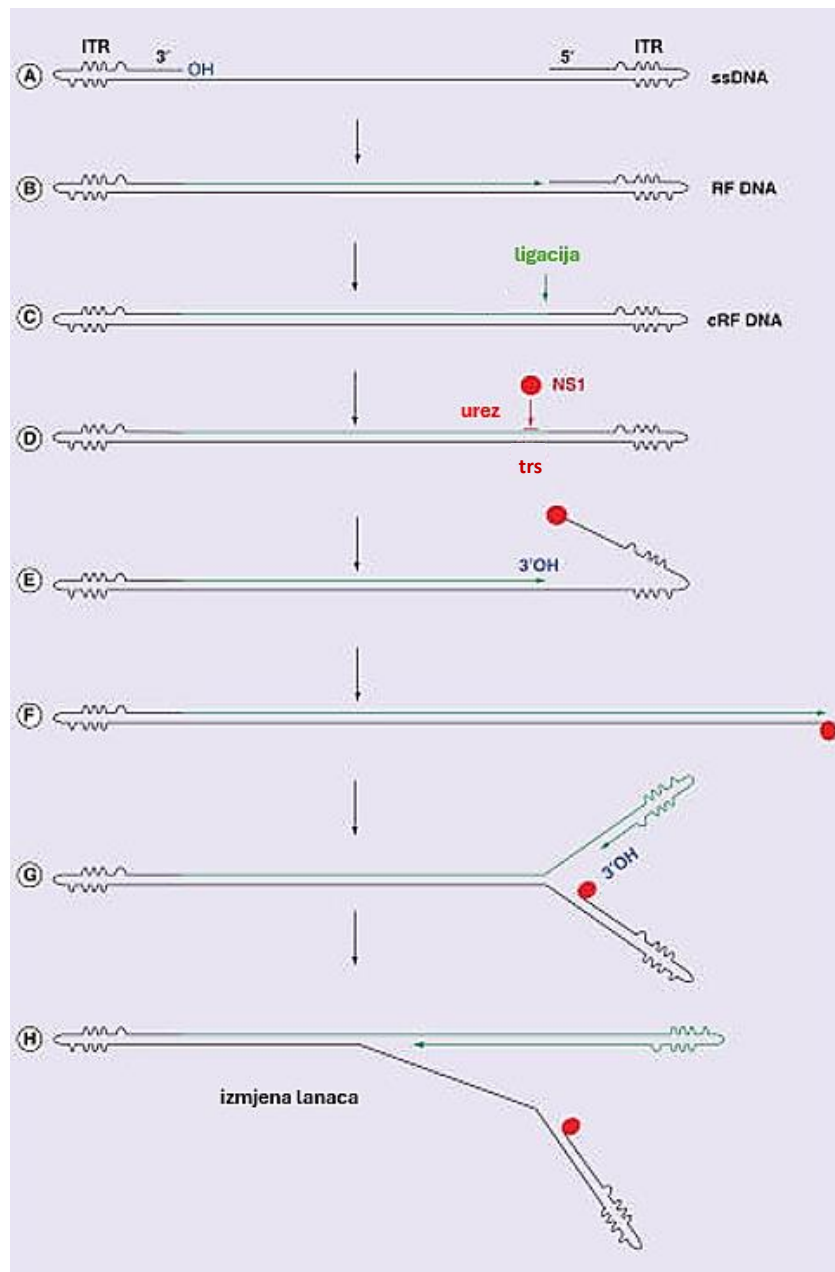 ITR 3´ OH 5´ ITR
A ssDNA
B RF DNA
ligacija
C cRF DNA
NS1
urez
D
trs
3'OH
E
F
3'OH
G
H
izmjena lanaca